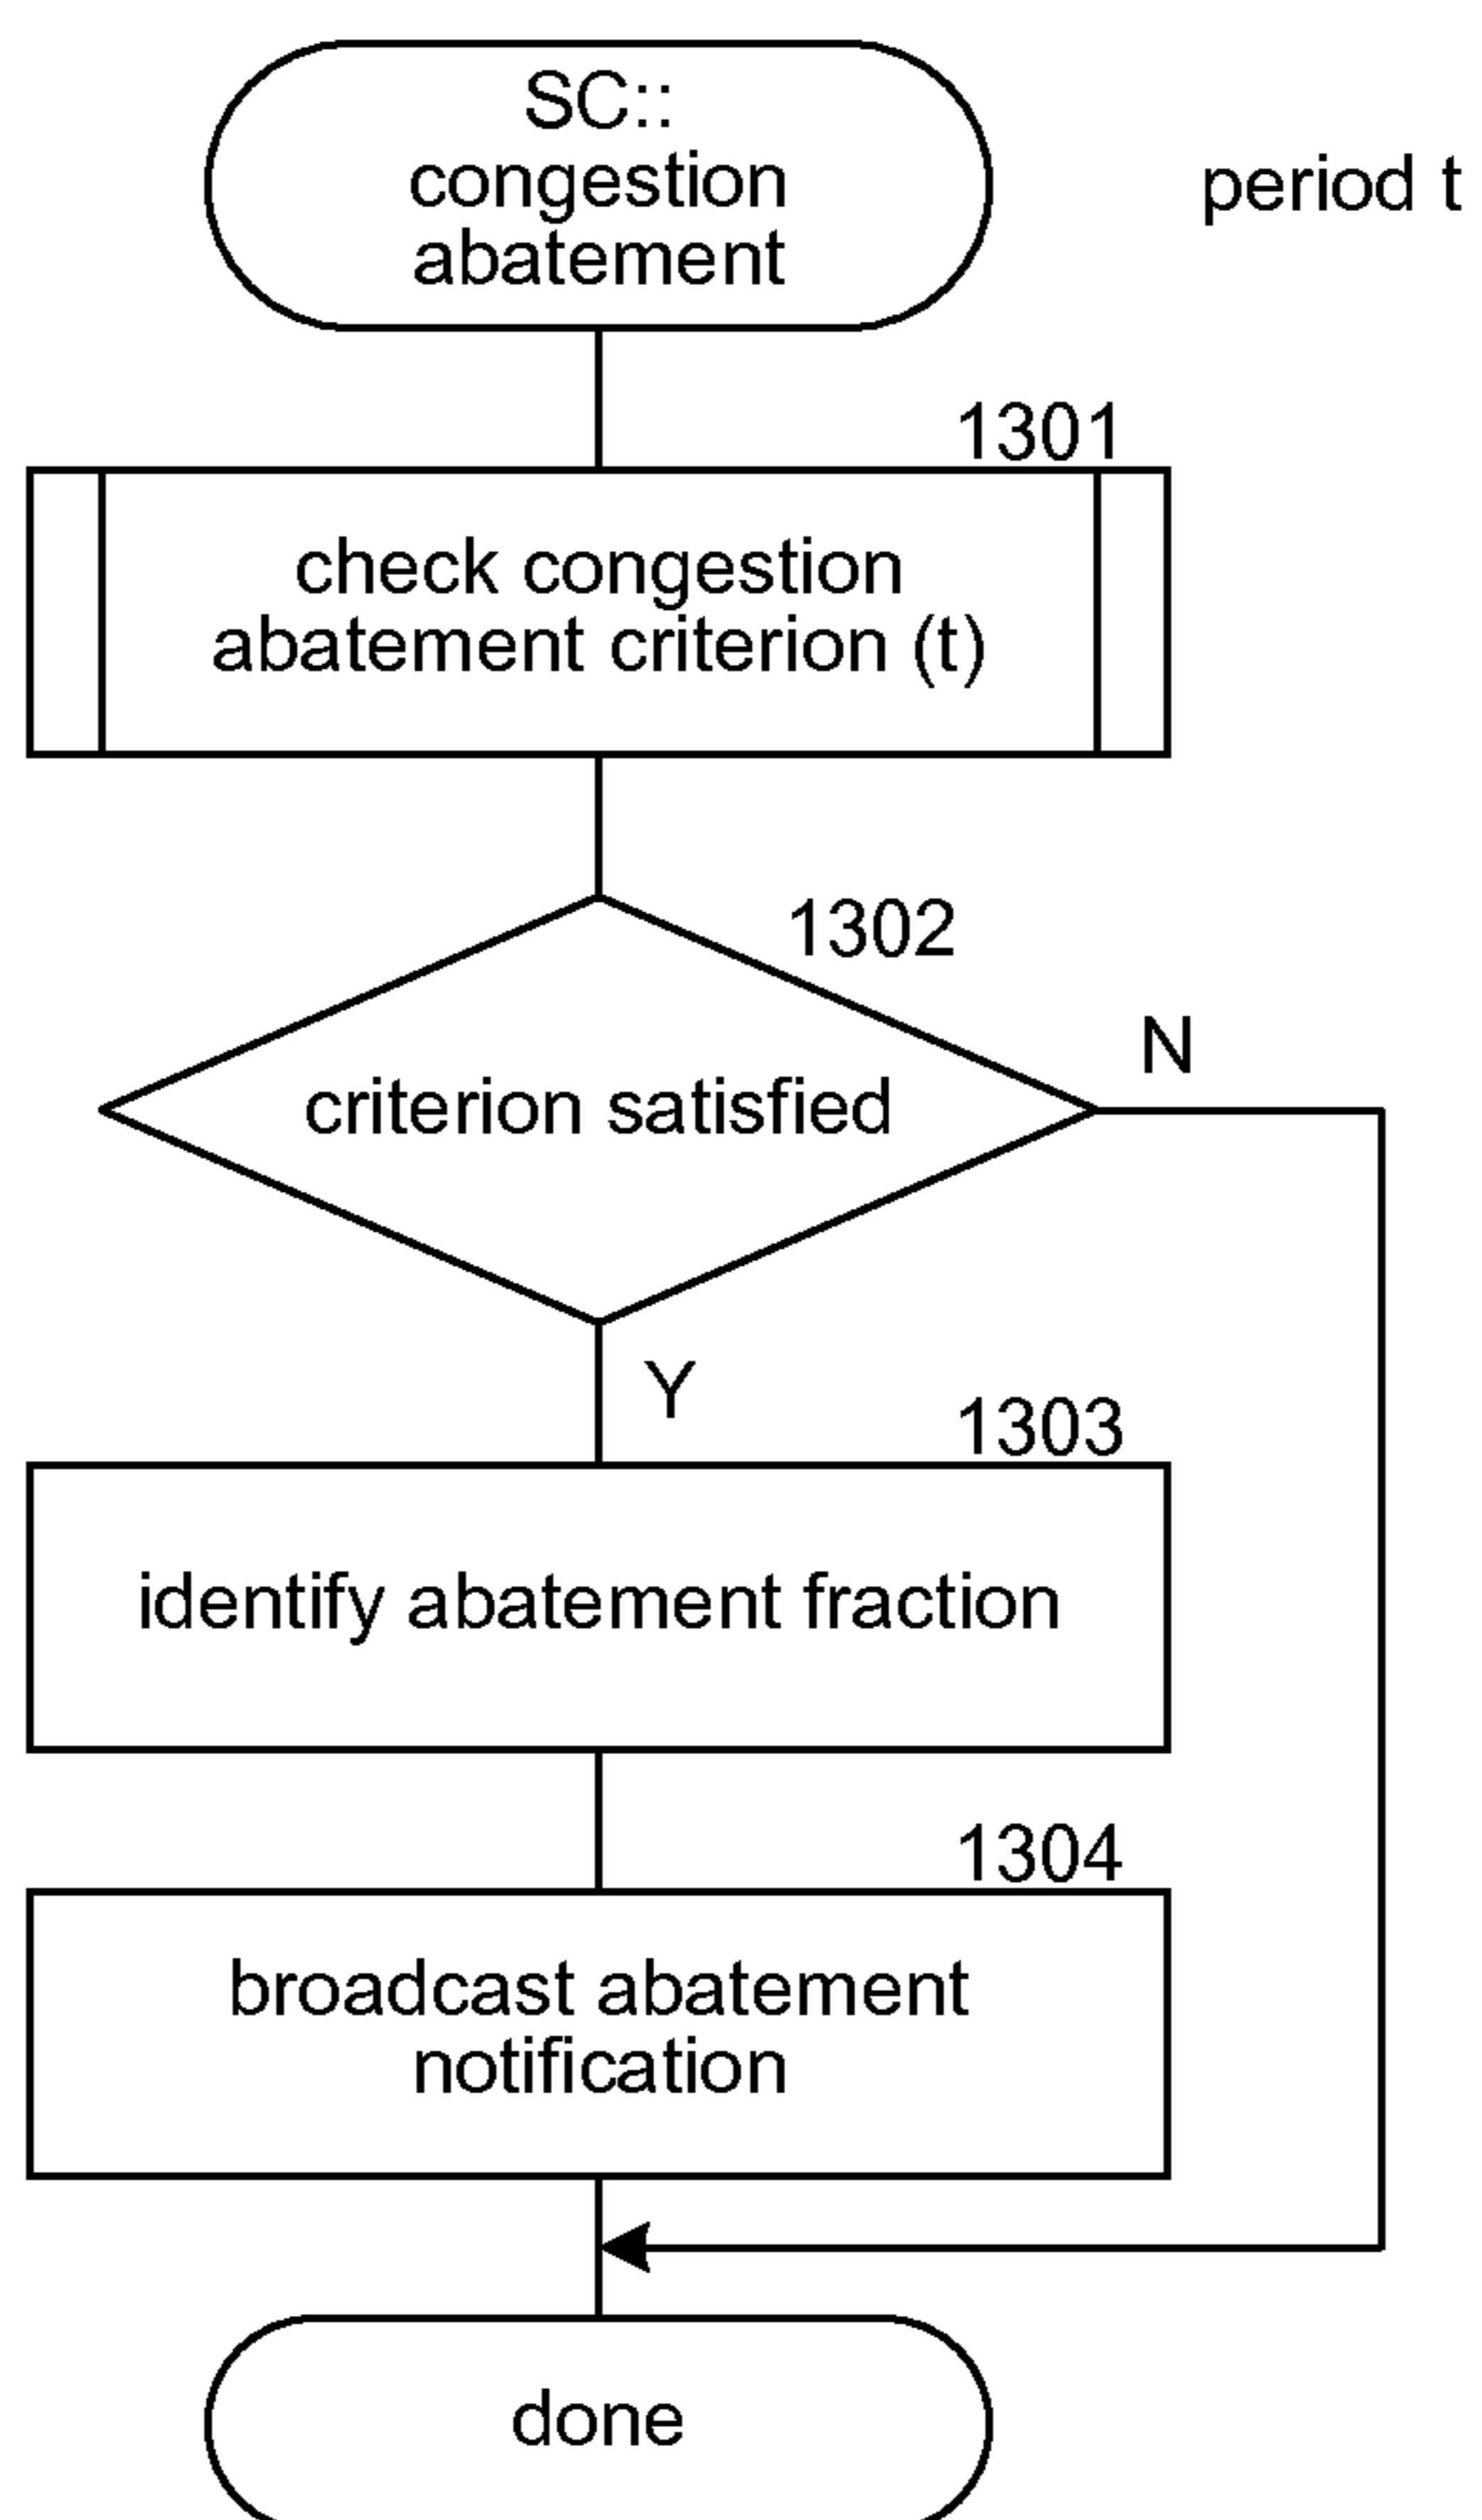 SC::
congestion
abatement
period t
1301
check congestion
abatement criterion (t)
1302
criterion satisfied
N
Y
1303
identify abatement fraction
1304
broadcast abatement
notification
done